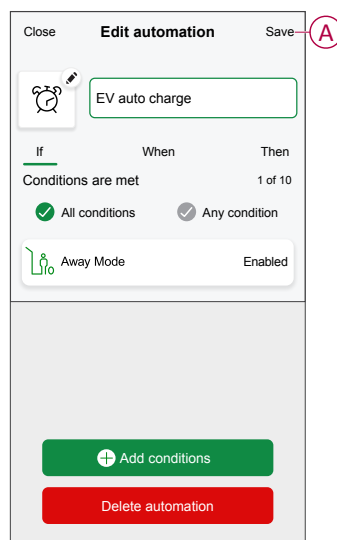 Close Edit automation Save A
EV auto charge
If When Then
Conditions are met 1 of 10
All conditions Any condition
Away Mode Enabled
Add conditions
Delete automation